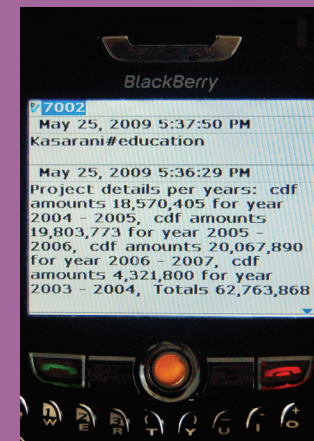 BlackBerry
7002
May 25, 2009 5:37:50 PM
Kasarani#education
May 25, 2009 5:36:29 PM
Project details per years: cdf
amounts 18,570,405 for year
2004 - 2005, cdf amounts
19,803,773 for year 2005 -
2006, cdf amounts 20,067,890
for year 2006 - 2007, cdf
amounts 4,321,800 for year
2003 - 2004, Totals 62,763,868
W E R T Y U I O